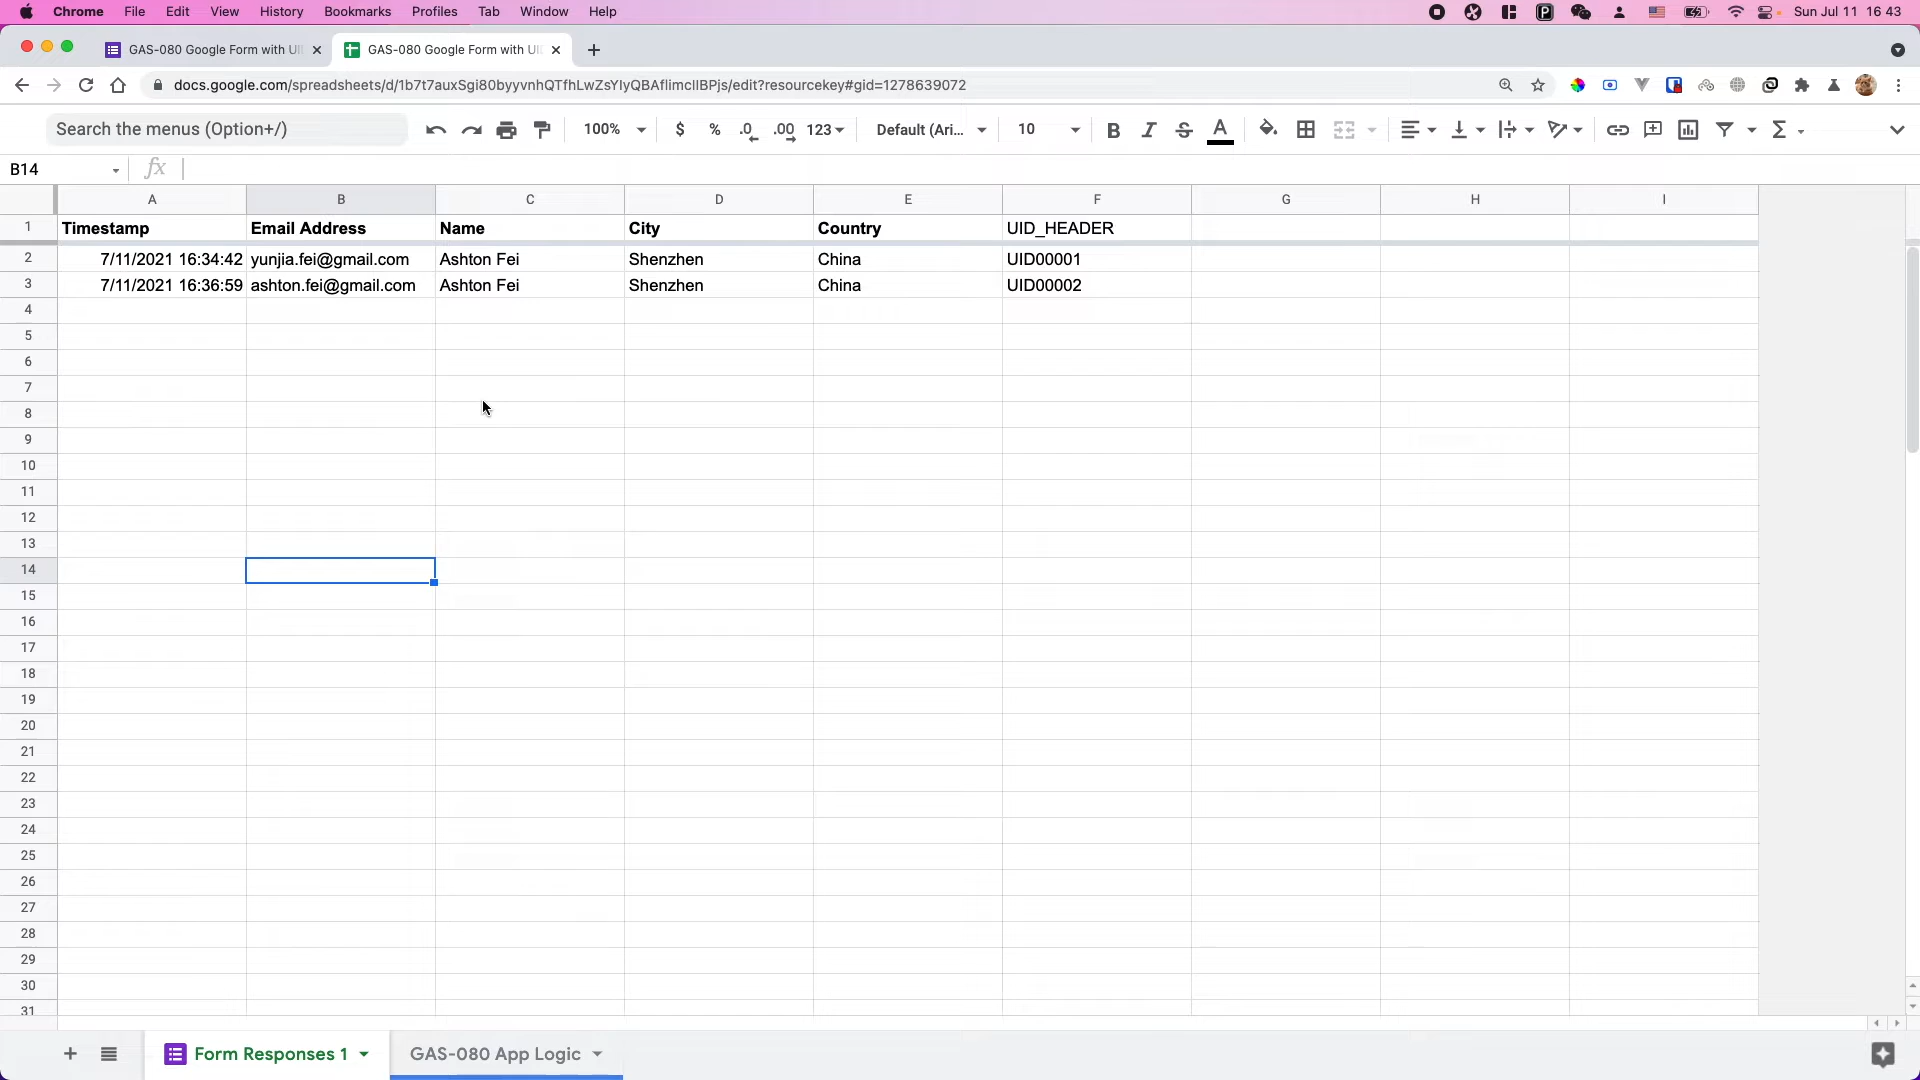 Chrome File Edit View History Bookmarks Profiles Tab Window Help Sun Jul 11 16 43
GAS-080 Google Form with UI GAS-080 Google Form with UI
docs.google.com/spreadsheets/d/1b7t7auxSgi80byyvnhQTfhLwZsYIyQBAflimcllBPjs/edit?resourcekey#gid=1278639072
Search the menus (Option+/) 100% $ % .0 .00 123 Default (Ari... 10 B I S A Σ
B14 fx
A B C D E F G H I
1 Timestamp Email Address Name City Country UID_HEADER
2 7/11/2021 16:34:42 yunjia.fei@gmail.com Ashton Fei Shenzhen China UID00001
3 7/11/2021 16:36:59 ashton.fei@gmail.com Ashton Fei Shenzhen China UID00002
4
5
6
7
8
9
10
11
12
13
14
15
16
17
18
19
20
21
22
23
24
25
26
27
28
29
30
31
Form Responses 1 GAS-080 App Logic